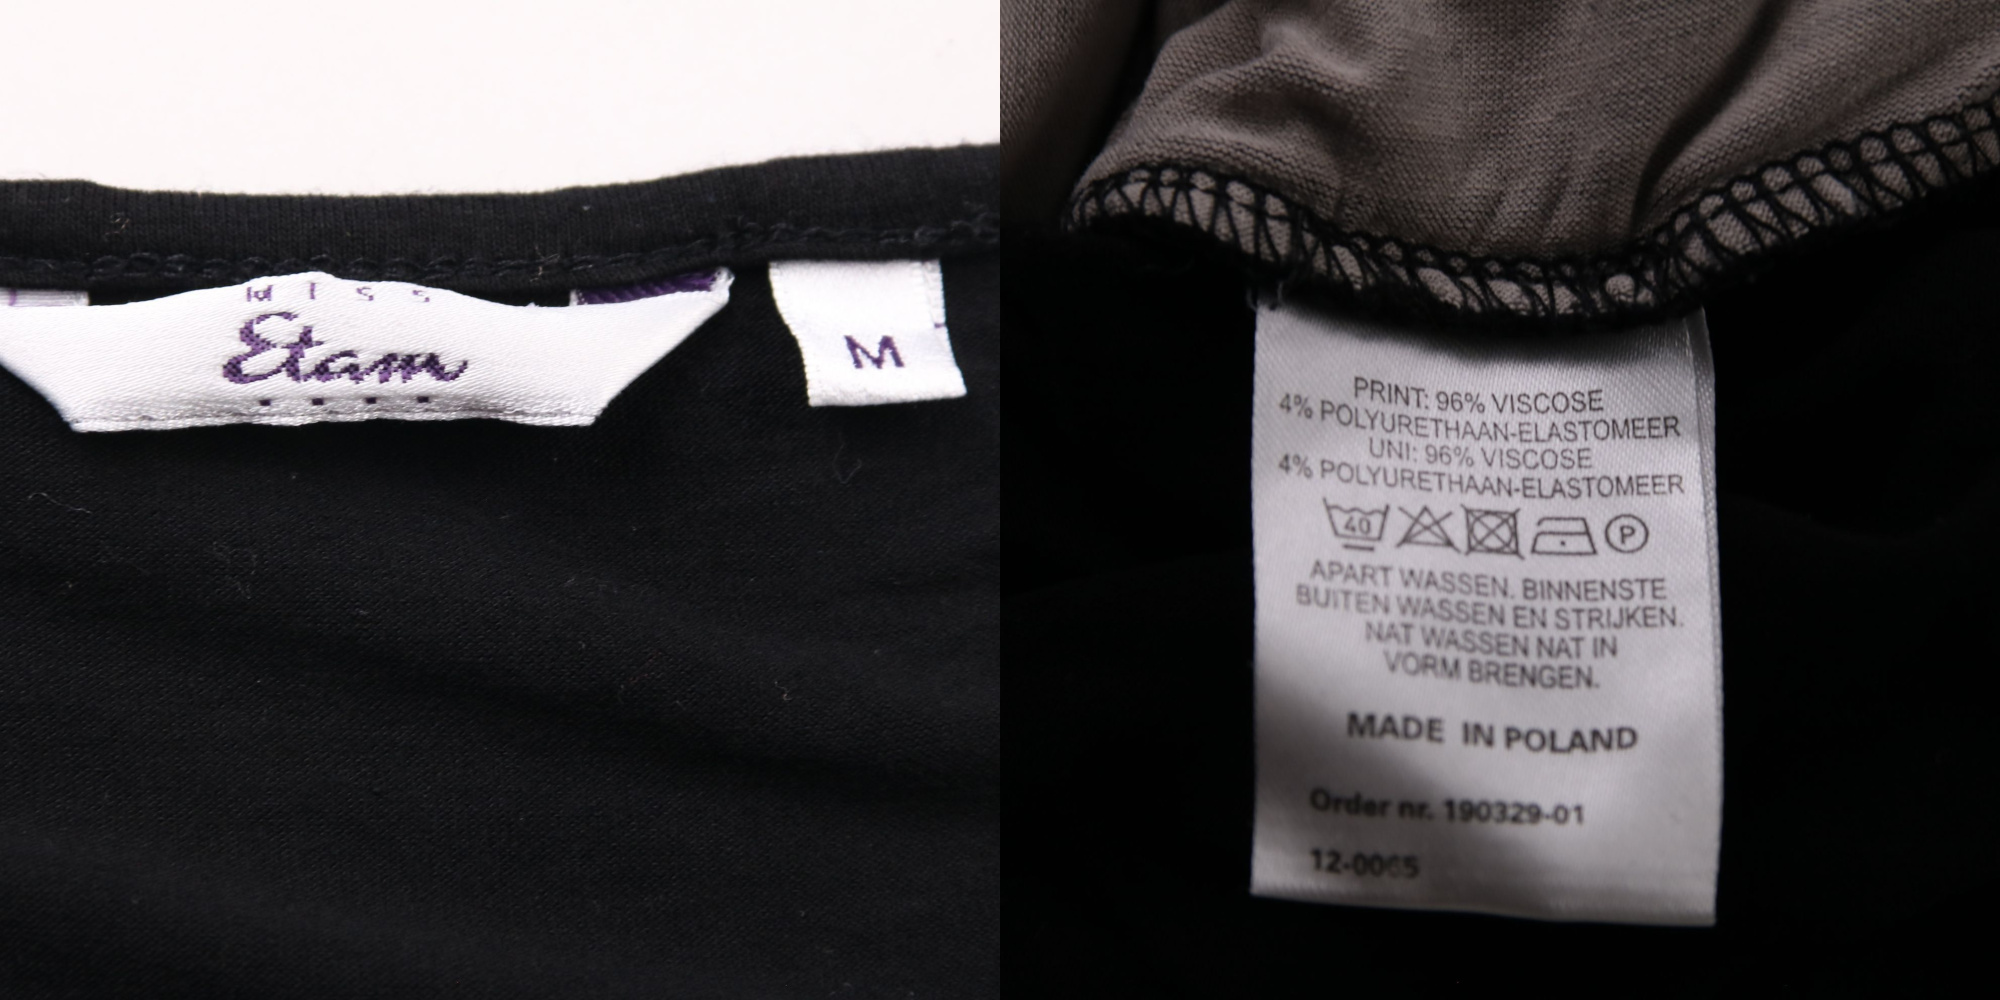 MISS
Etam
M
PRINT: 96% VISCOSE
4% POLYURETHAAN-ELASTOMEER
UNI: 96% VISCOSE
4% POLYURETHAAN-ELASTOMEER
40
P
APART WASSEN. BINNENSTE
BUITEN WASSEN EN STRIJKEN.
NAT WASSEN NAT IN
VORM BRENGEN.
MADE IN POLAND
Order nr. 190329-01
12-0065